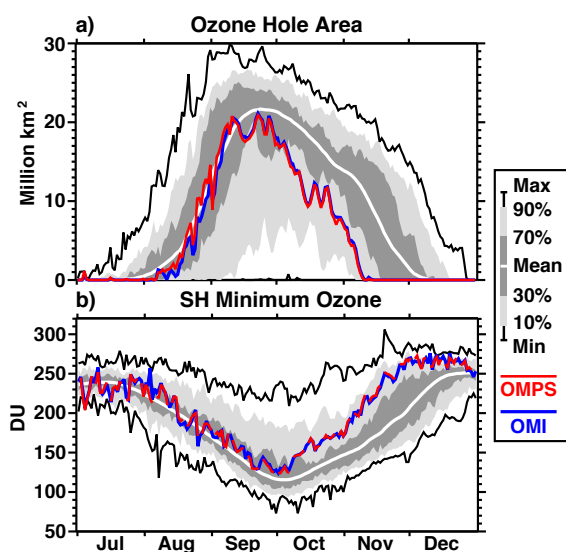 a) Ozone Hole Area
30
20
10
0
Million km²
b) SH Minimum Ozone
300
250
200
150
100
50
DU
Jul Aug Sep Oct Nov Dec
Max
90%
70%
Mean
30%
10%
Min
OMPS
OMI